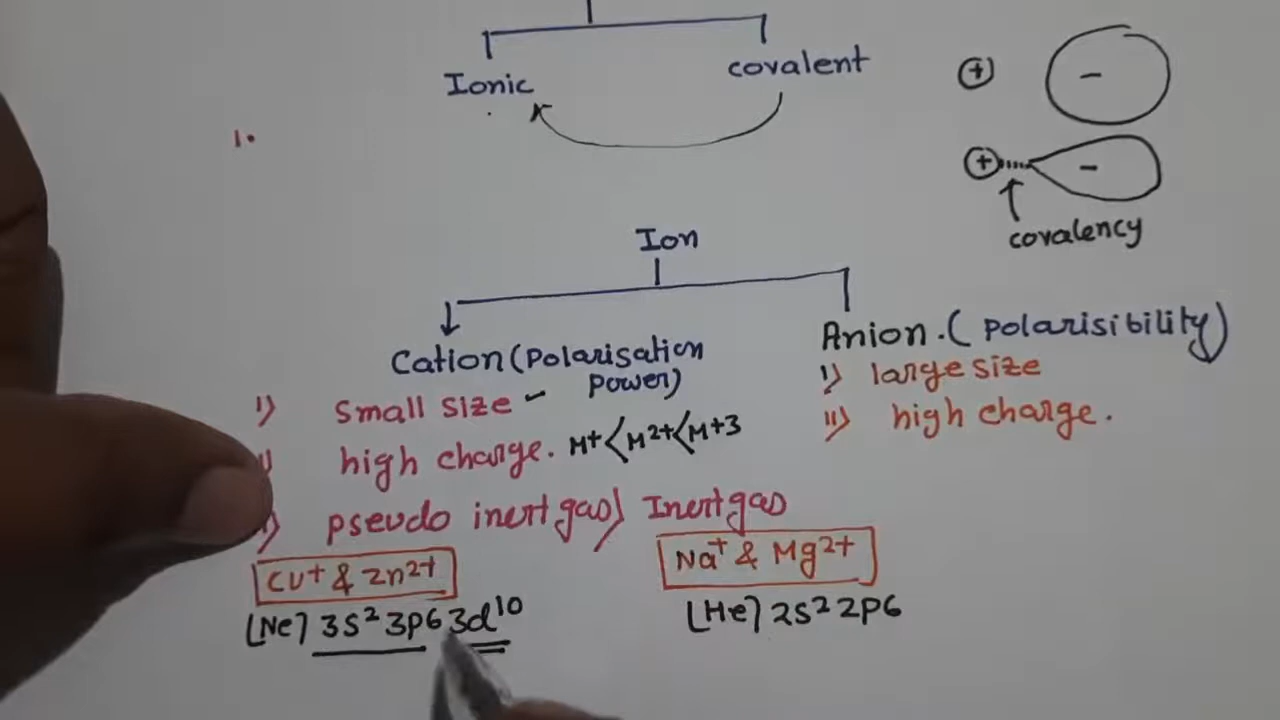 Ionic
covalent
+
-
1.
+
-
covalency
Ion
Cation (Polarisation power)
Anion. (polarisibility)
1) small size
high charge. M+ < M2+ < M+3
pseudo inert gas > Inert gas
1) large size
11) high charge.
Cu+ & Zn2+
[Ne] 3s2 3p6 3d10
Na+ & Mg2+
[He] 2s2 2p6